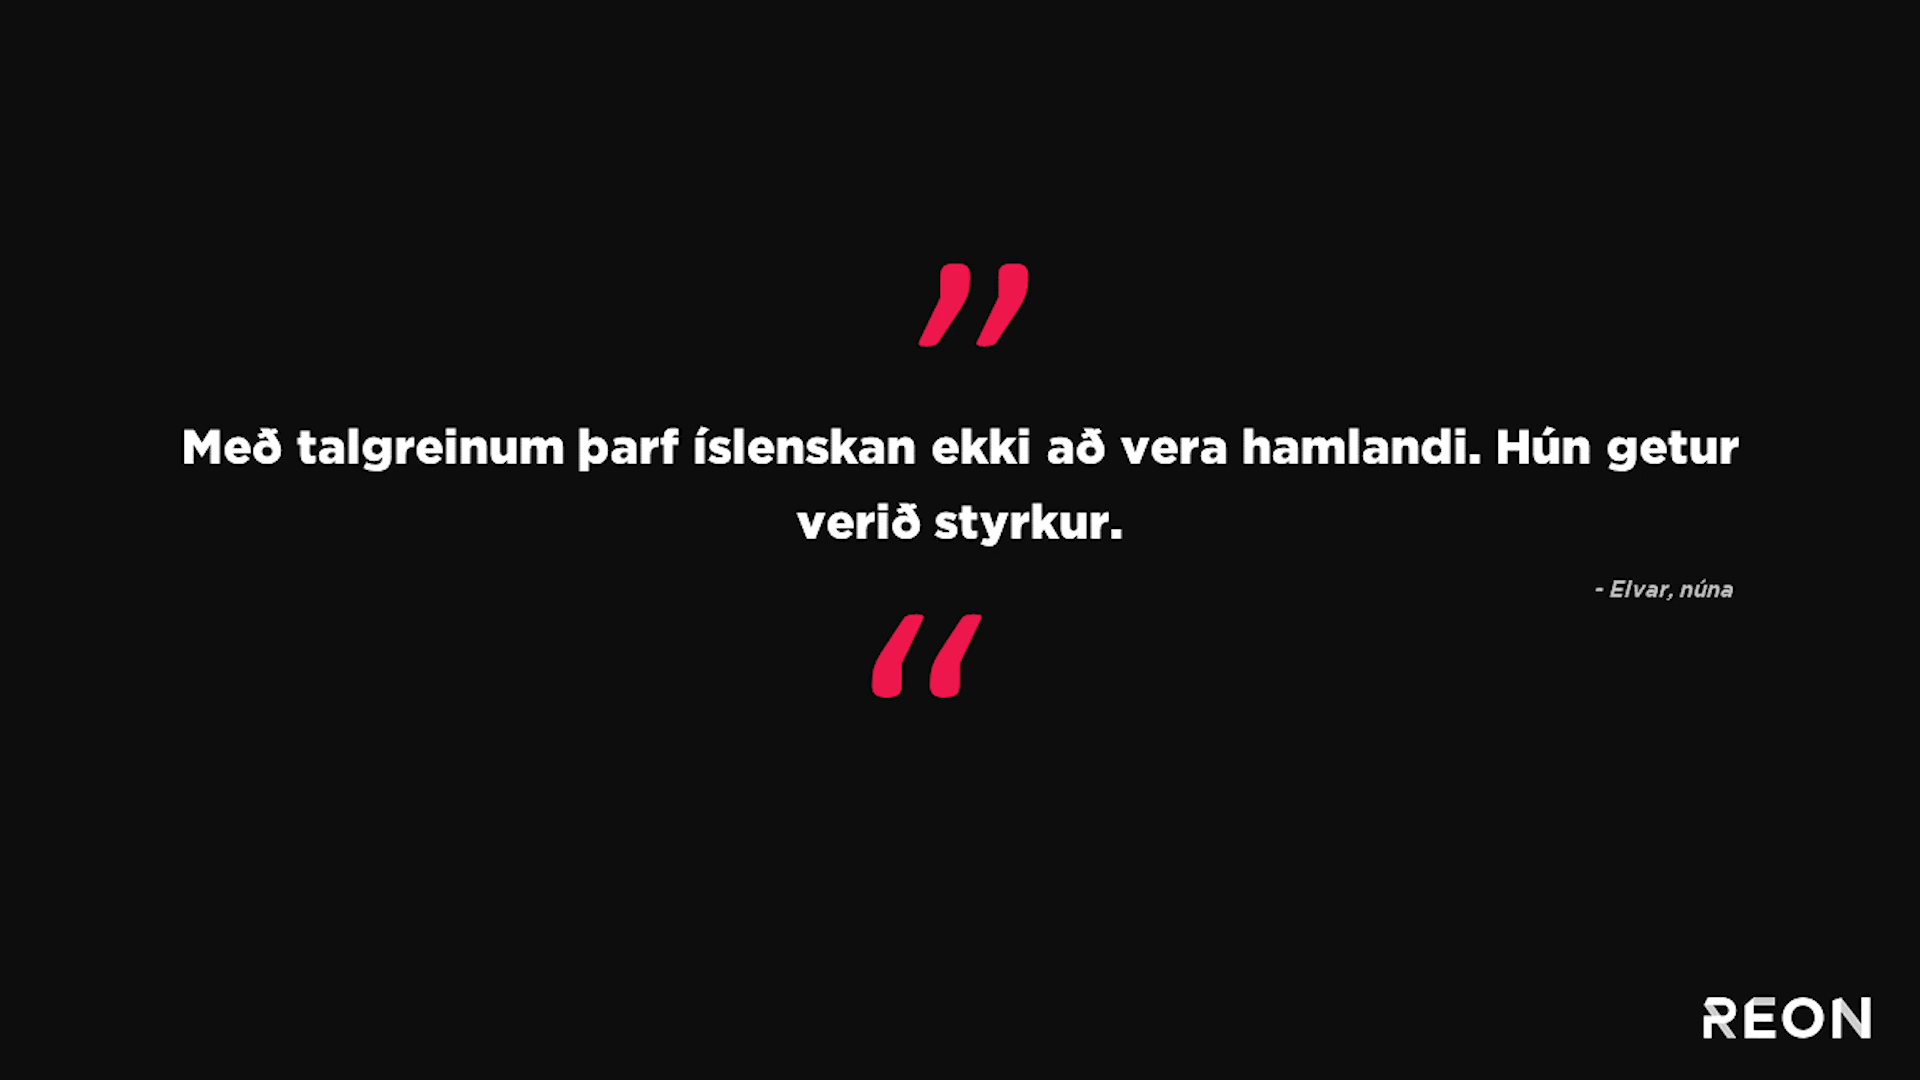 ”
Með talgreinum þarf íslenskan ekki að vera hamlandi. Hún getur
verið styrkur.
- Elvar, núna
“
REON